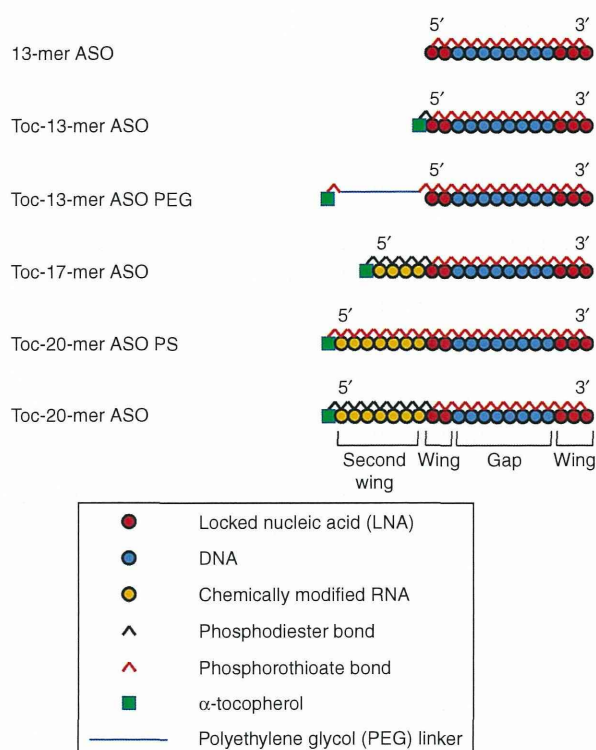 5′ 3′
13-mer ASO
5′ 3′
Toc-13-mer ASO
5′ 3′
Toc-13-mer ASO PEG
5′ 3′
Toc-17-mer ASO
5′ 3′
Toc-20-mer ASO PS
5′ 3′
Toc-20-mer ASO
Second Wing Gap Wing
wing
Locked nucleic acid (LNA)
DNA
Chemically modified RNA
Phosphodiester bond
Phosphorothioate bond
α-tocopherol
Polyethylene glycol (PEG) linker